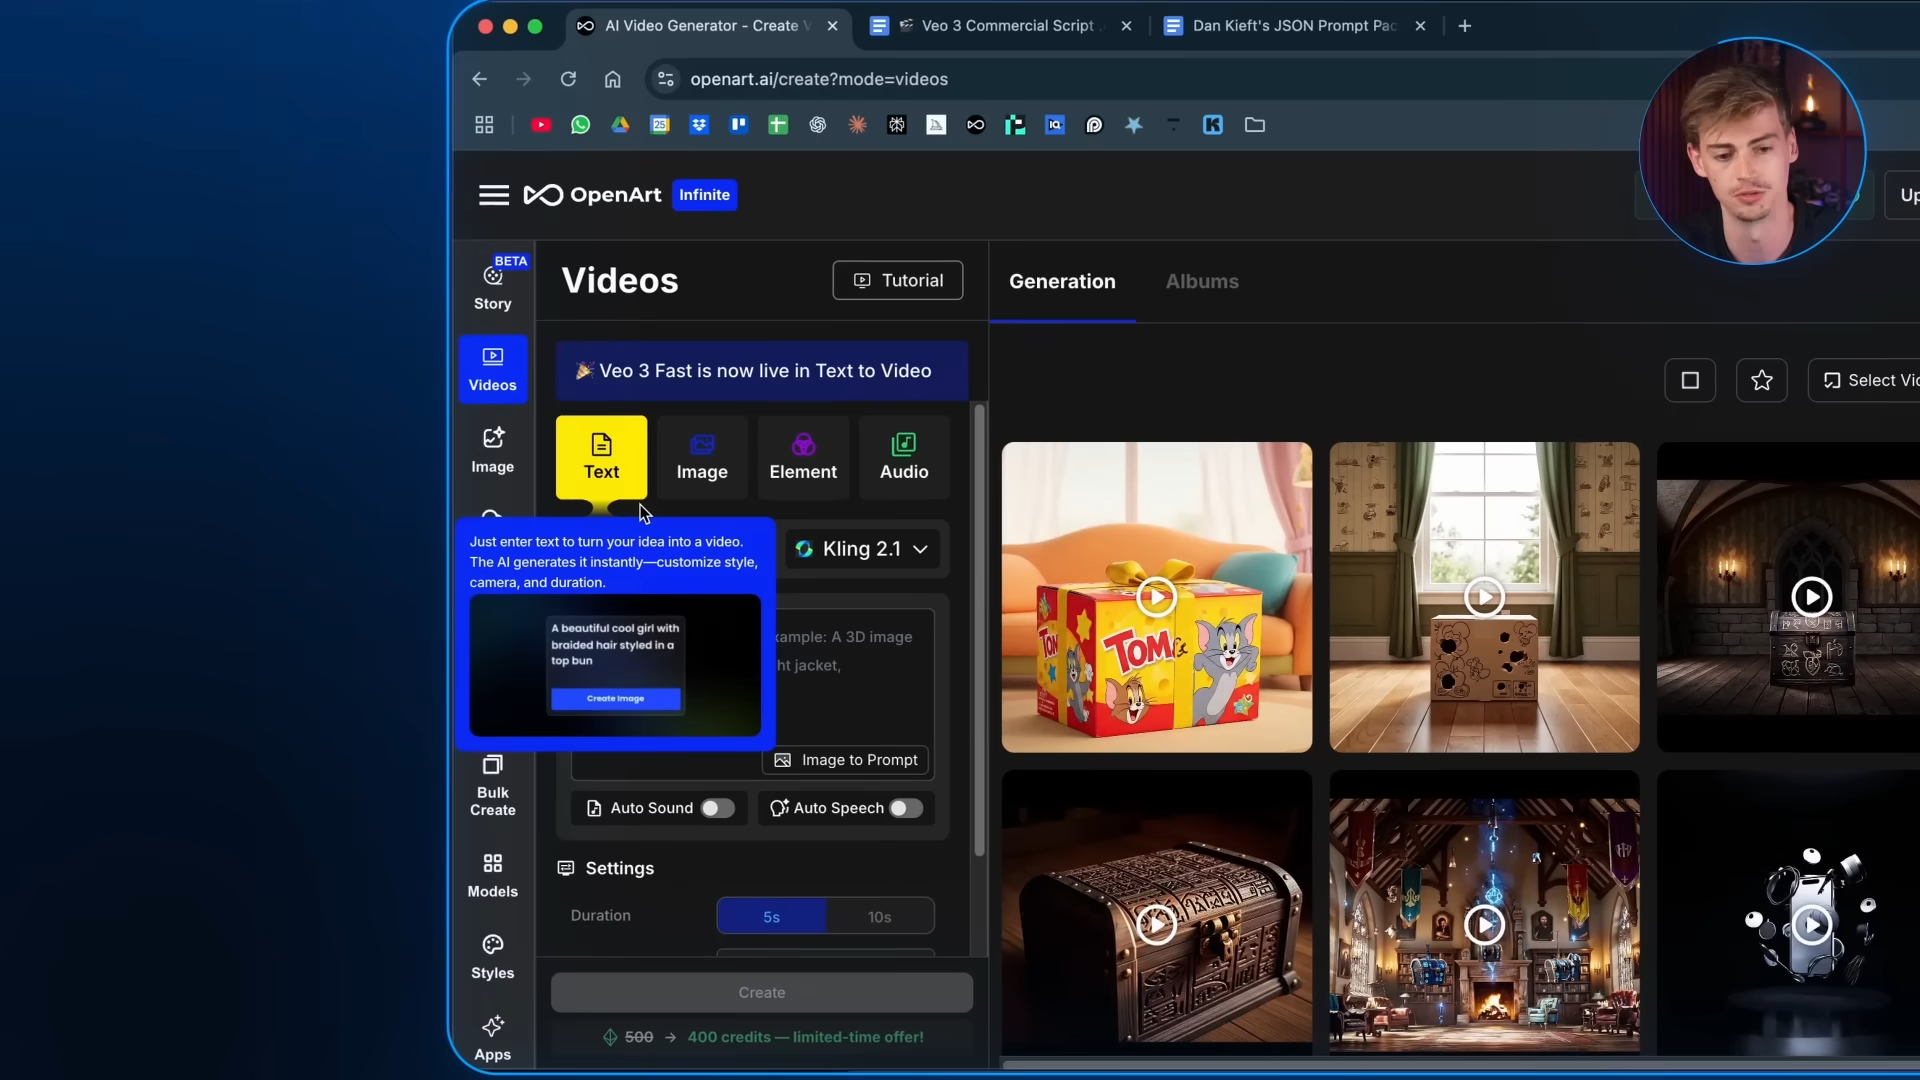 AI Video Generator - Create V
Veo 3 Commercial Script
Dan Kieft's JSON Prompt Pac
openart.ai/create?mode=videos
OpenArt
Infinite
Up
BETA
Story
Videos
Image
Bulk
Create
Models
Styles
Apps
Videos
Tutorial
🎉 Veo 3 Fast is now live in Text to Video
Text
Image
Element
Audio
Just enter text to turn your idea into a video.
The AI generates it instantly—customize style,
camera, and duration.
A beautiful cool girl with
braided hair styled in a
top bun
Create Image
Kling 2.1
xample: A 3D image
ht jacket,
Image to Prompt
Auto Sound
Auto Speech
Settings
Duration
5s
10s
Create
500 → 400 credits — limited-time offer!
Generation
Albums
Select Vid
TOM